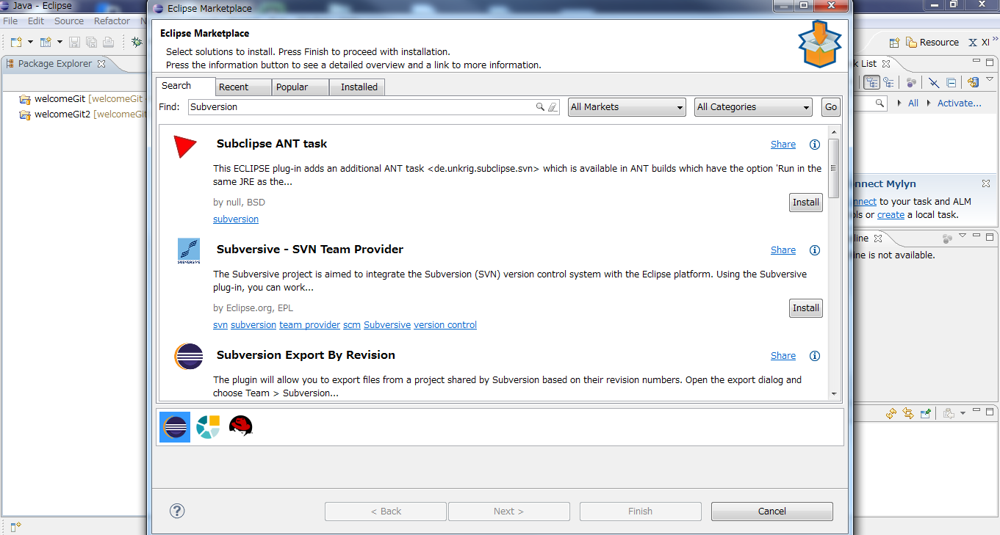 Java - Eclipse
File Edit Source Refactor N
Package Explorer
welcomeGit [welcomeGit
welcomeGit2 [welcomeGit
Eclipse Marketplace
Eclipse Marketplace
Select solutions to install. Press Finish to proceed with installation.
Press the information button to see a detailed overview and a link to more information.
Search Recent Popular Installed
Find: Subversion All Markets All Categories Go
Subclipse ANT task Share
This ECLIPSE plug-in adds an additional ANT task <de.unkrig.subclipse.svn> which is available in ANT builds which have the option 'Run in the
same JRE as the...
by null, BSD Install
subversion
SUBVERSIVE
Subversive - SVN Team Provider Share
The Subversive project is aimed to integrate the Subversion (SVN) version control system with the Eclipse platform. Using the Subversive
plug-in, you can work...
by Eclipse.org, EPL Install
svn subversion team provider scm Subversive version control
Subversion Export By Revision Share
The plugin will allow you to export files from a project shared by Subversion based on their revision numbers. Open the export dialog and
choose Team > Subversion...
? < Back Next > Finish Cancel
Resource X Xl »
k List
All Activate...
nnect Mylyn
nnect to your task and ALM
ols or create a local task.
line
ine is not available.